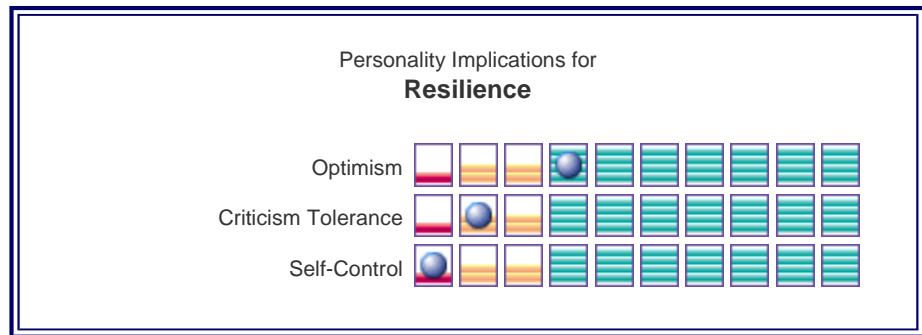 Personality Implications for
Resilience
Optimism
Criticism Tolerance
Self-Control